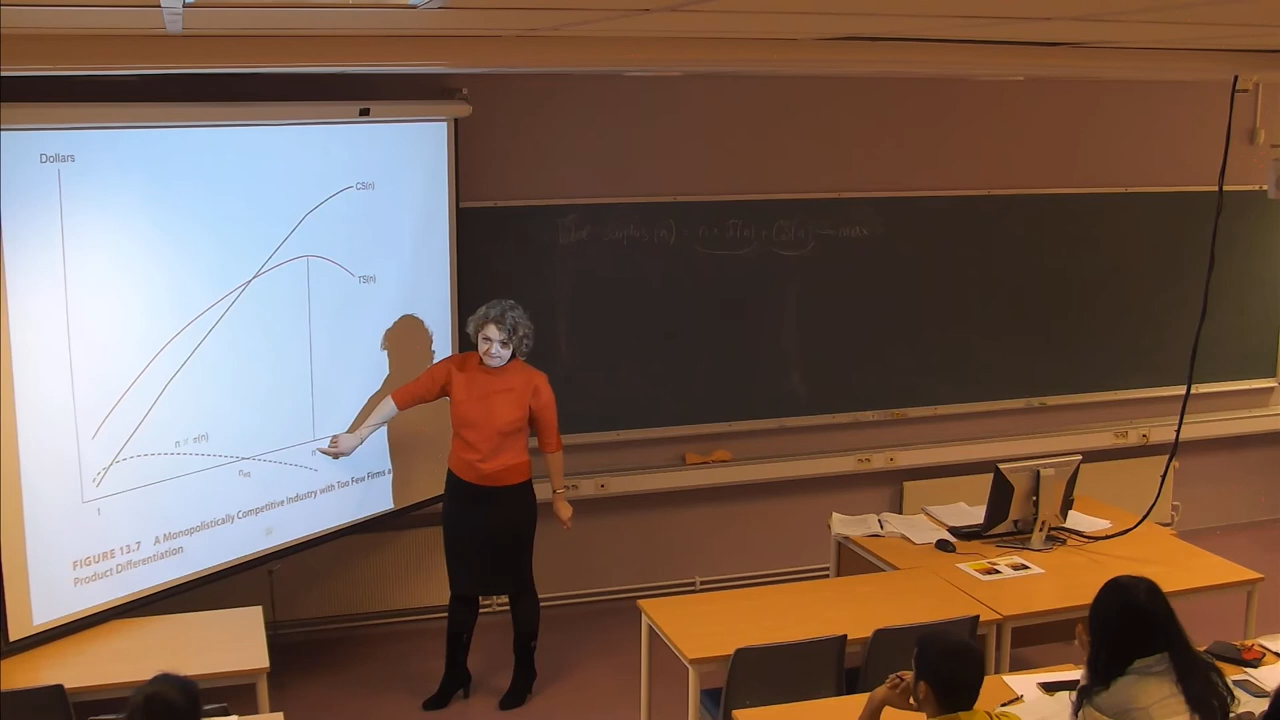 Dollars
CS(n)
TS(n)
n × π(n)
n_eq
n*
1
FIGURE 13.7 A Monopolistically Competitive Industry with Too Few Firms a
Product Differentiation
surplus (n) = n × π(n) + CS(n) → max